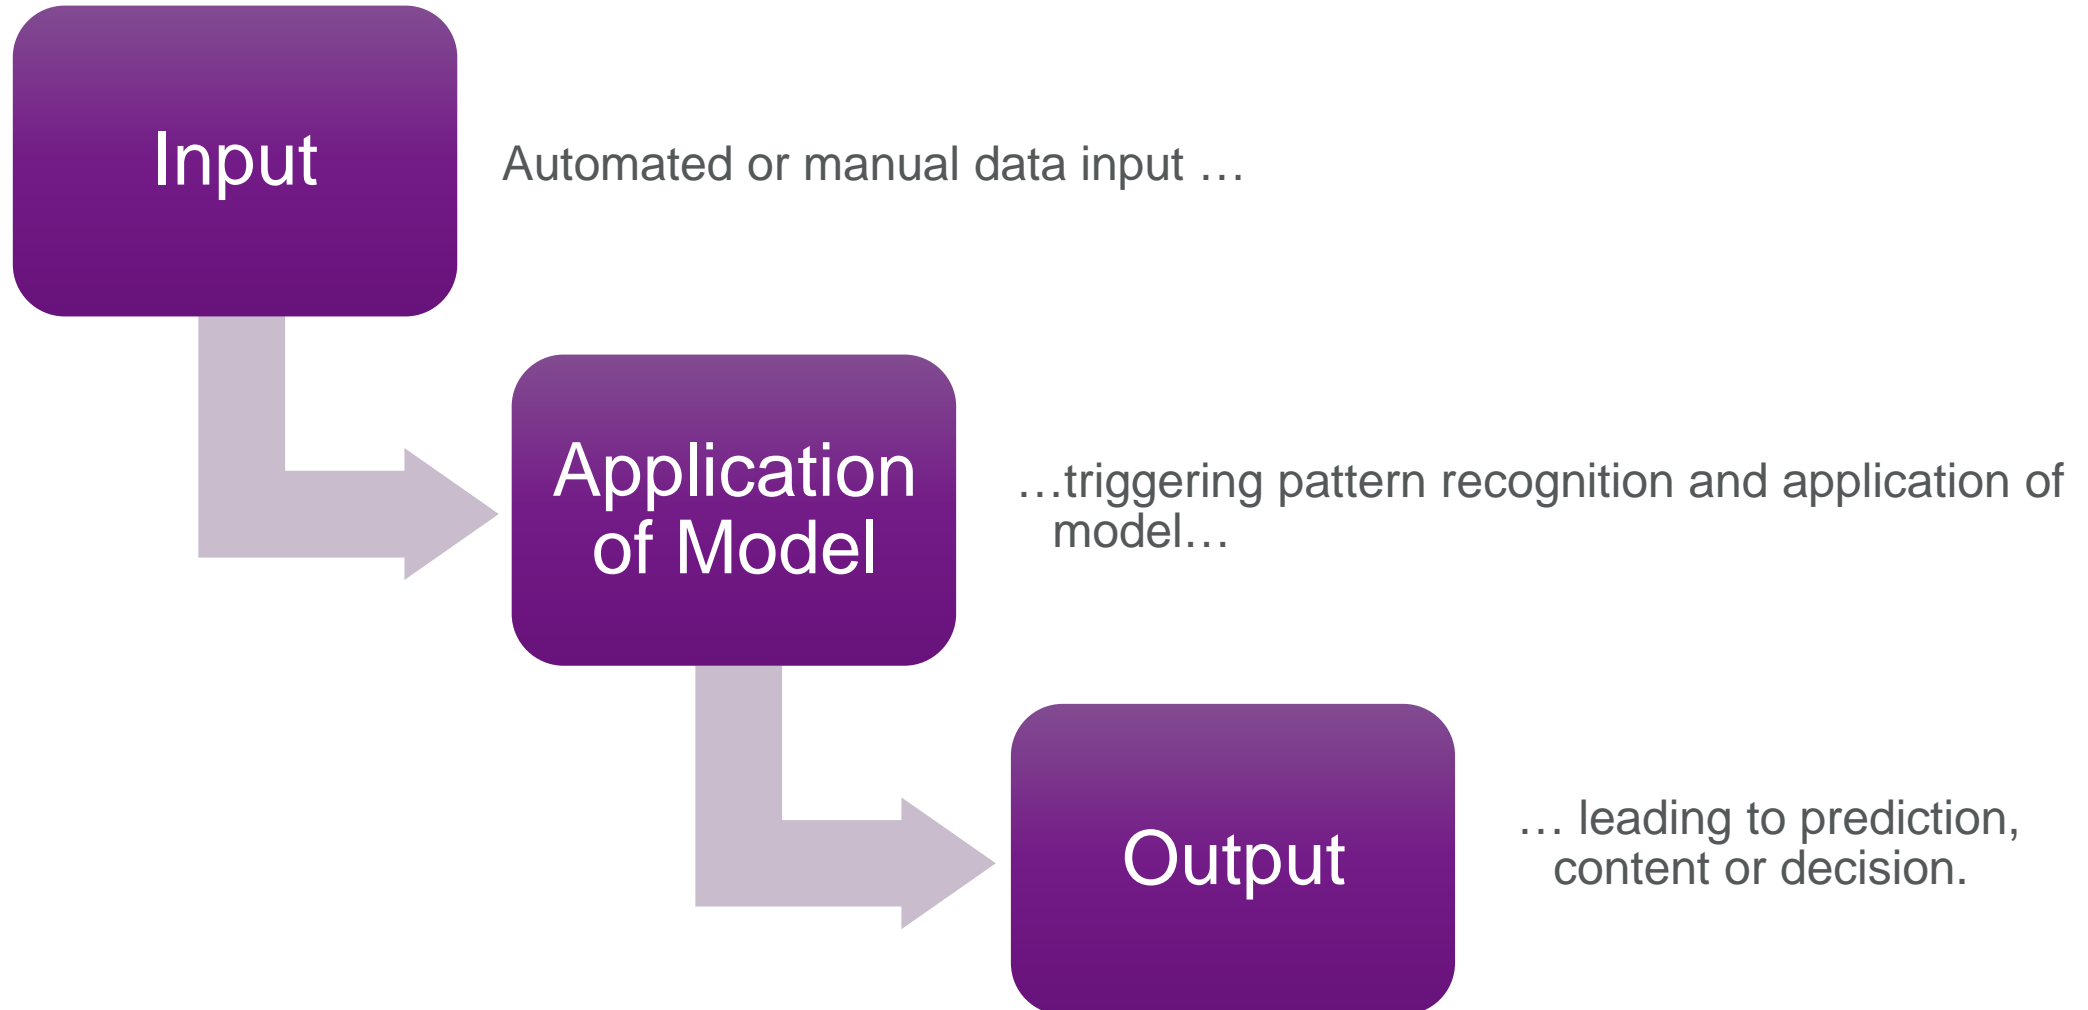 Input
Automated or manual data input …
Application
of Model
…triggering pattern recognition and application of
model…
Output
… leading to prediction,
content or decision.